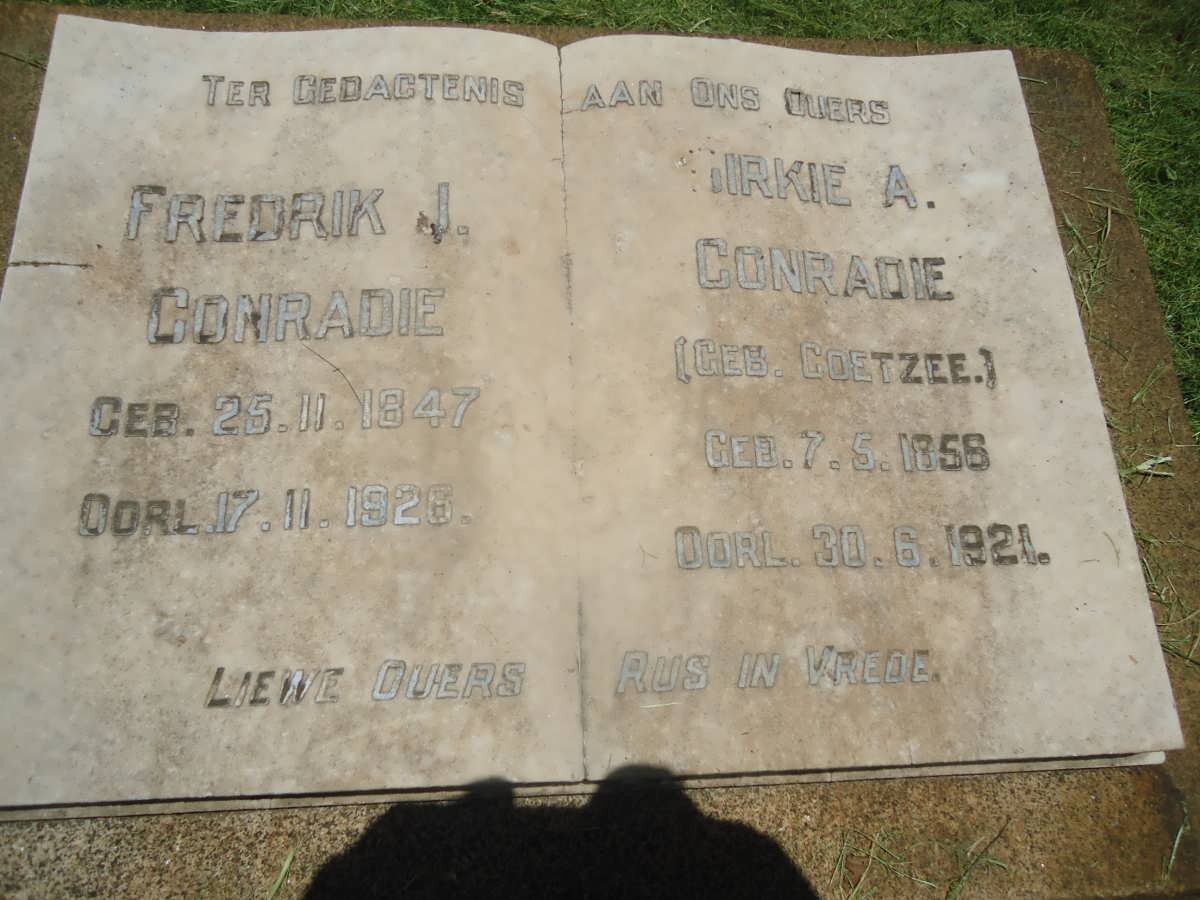 TER GEDACTENIS AAN ONS OUERS
FREDRIK J.
CONRADIE
GEB. 25.11.1847
OORL. 17.11.1926.
DIRKIE A.
CONRADIE
(GEB. COETZEE.)
GEB. 7.5.1856
OORL. 30.6.1921.
LIEWE OUERS RUS IN VREDE.